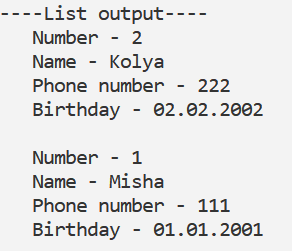 ----List output----
Number - 2
Name - Kolya
Phone number - 222
Birthday - 02.02.2002
Number - 1
Name - Misha
Phone number - 111
Birthday - 01.01.2001